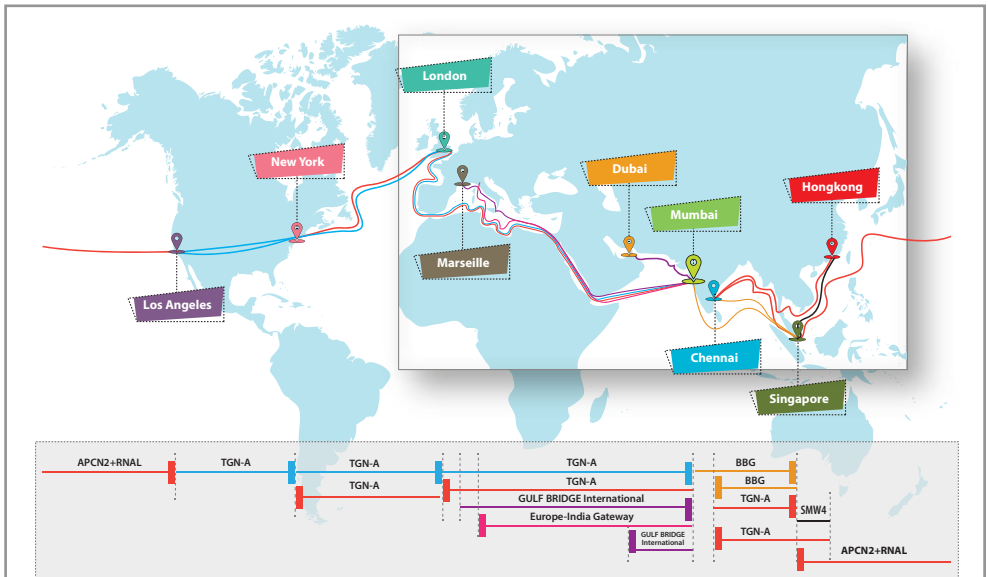 London
New York
Dubai
Hongkong
Mumbai
Marseille
Los Angeles
Chennai
Singapore
APCN2+RNAL
TGN-A
TGN-A
TGN-A
BBG
TGN-A
TGN-A
BBG
GULF BRIDGE International
TGN-A
SMW4
Europe-India Gateway
GULF BRIDGE
International
TGN-A
APCN2+RNAL